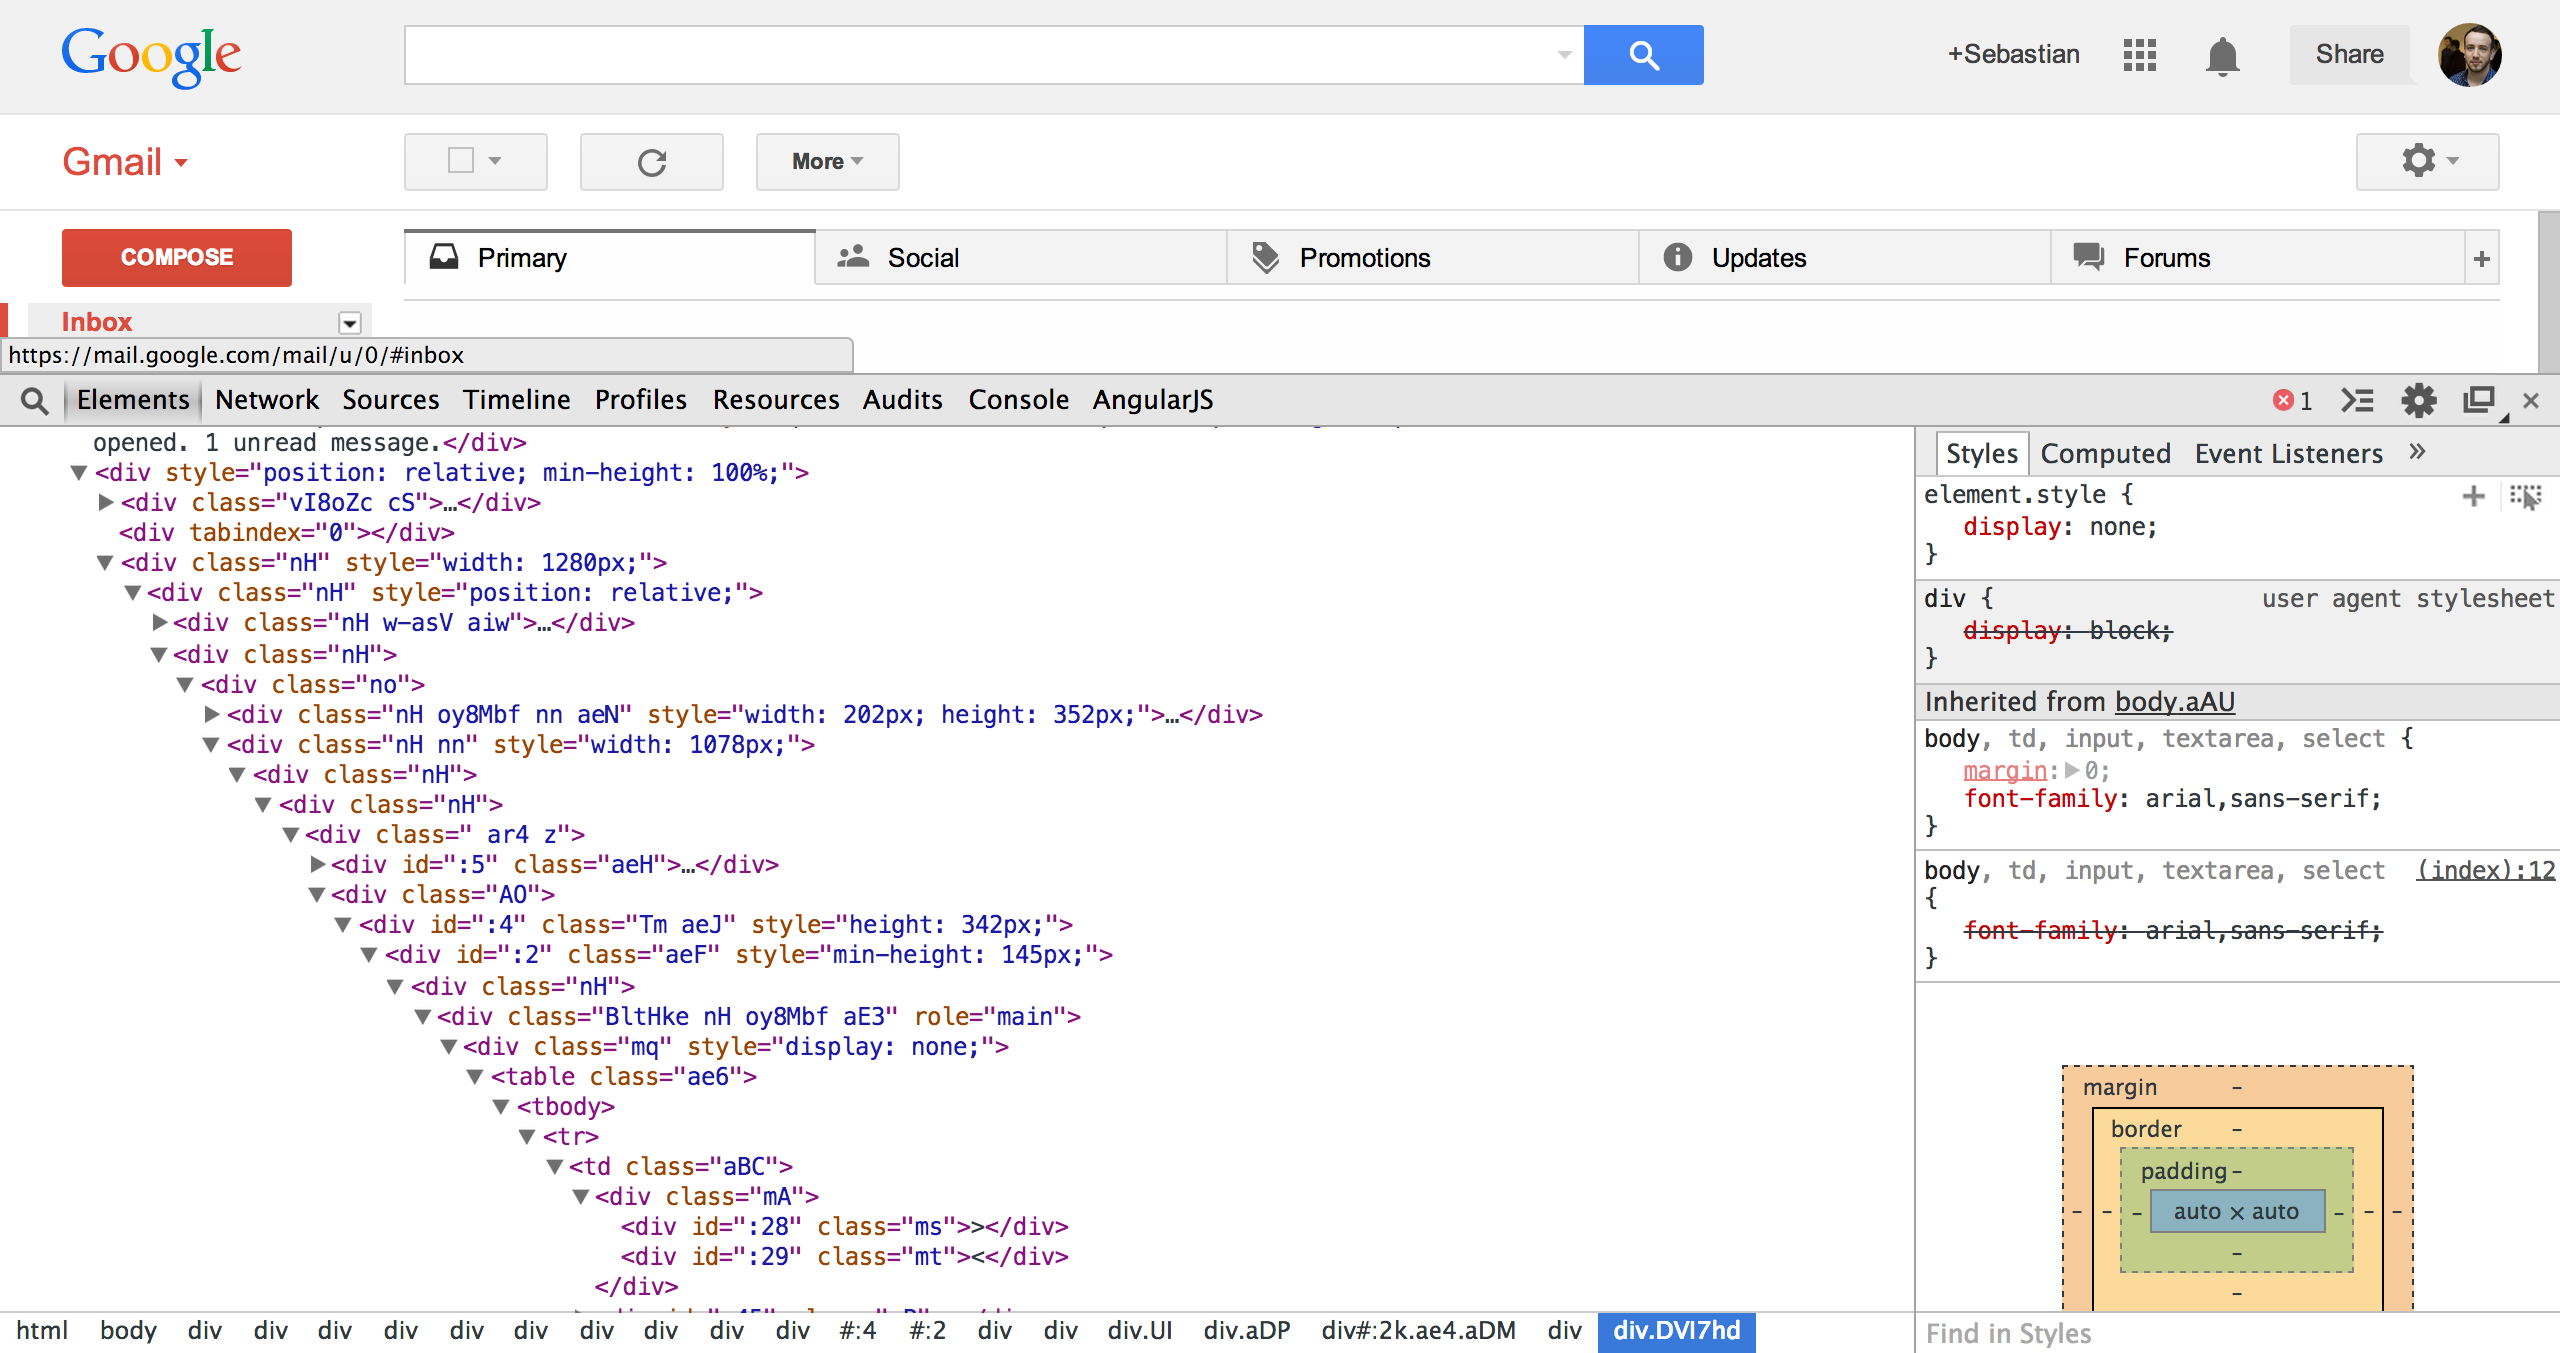 Google
+Sebastian
Share
Gmail
More
COMPOSE
Primary
Social
Promotions
Updates
Forums
+
Inbox
https://mail.google.com/mail/u/0/#inbox
Elements Network Sources Timeline Profiles Resources Audits Console AngularJS
1
opened. 1 unread message.</div>
<div style="position: relative; min-height: 100%;">
<div class="vI8oZc cS">…</div>
<div tabindex="0"></div>
<div class="nH" style="width: 1280px;">
<div class="nH" style="position: relative;">
<div class="nH w-asV aiw">…</div>
<div class="nH">
<div class="no">
<div class="nH oy8Mbf nn aeN" style="width: 202px; height: 352px;">…</div>
<div class="nH nn" style="width: 1078px;">
<div class="nH">
<div class="nH">
<div class=" ar4 z">
<div id=":5" class="aeH">…</div>
<div class="AO">
<div id=":4" class="Tm aeJ" style="height: 342px;">
<div id=":2" class="aeF" style="min-height: 145px;">
<div class="nH">
<div class="BltHke nH oy8Mbf aE3" role="main">
<div class="mq" style="display: none;">
<table class="ae6">
<tbody>
<tr>
<td class="aBC">
<div class="mA">
<div id=":28" class="ms">></div>
<div id=":29" class="mt"><</div>
</div>
html body div div div div div div div div div div #:4 #:2 div div div.UI div.aDP div#:2k.ae4.aDM div div.DVI7hd
Styles Computed Event Listeners »
element.style {
display: none;
}
div { user agent stylesheet
display: block;
}
Inherited from body.aAU
body, td, input, textarea, select {
margin: 0;
font-family: arial,sans-serif;
}
body, td, input, textarea, select (index):12
{
font-family: arial,sans-serif;
}
margin -
border -
padding -
- - - auto × auto - - -
-
-
Find in Styles